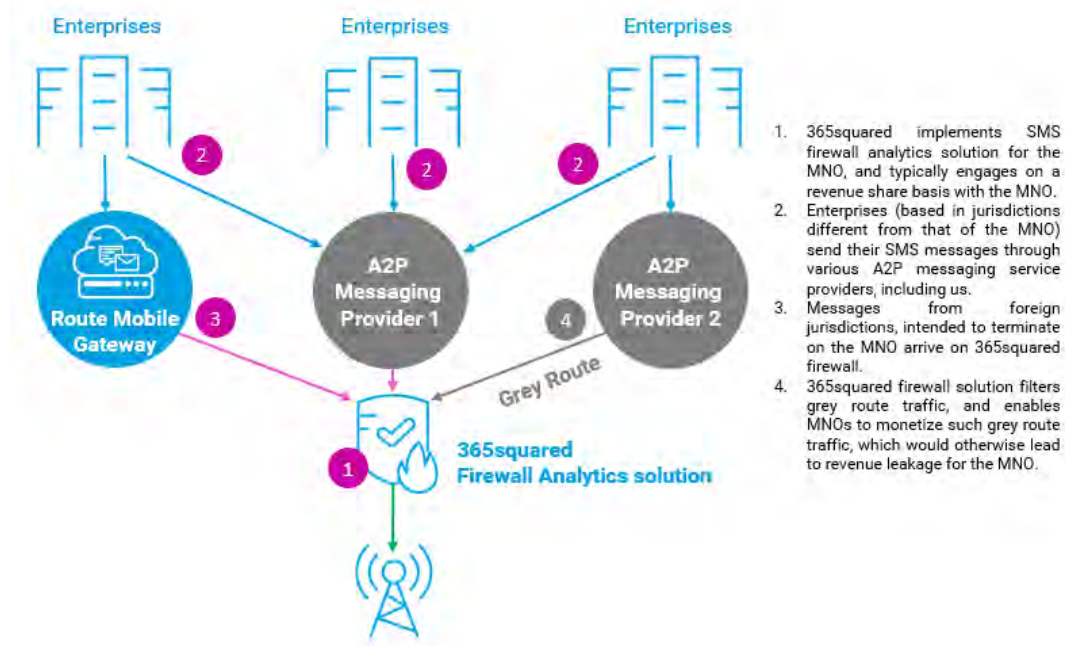 Enterprises
Enterprises
Enterprises
2
2
2
A2P
Messaging
Provider 1
A2P
Messaging
Provider 2
Route Mobile
Gateway
3
4
Grey Route
365squared
Firewall Analytics solution
1
1. 365squared implements SMS
firewall analytics solution for the
MNO, and typically engages on a
revenue share basis with the MNO.
2. Enterprises (based in jurisdictions
different from that of the MNO)
send their SMS messages through
various A2P messaging service
providers, including us.
3. Messages from foreign
jurisdictions, intended to terminate
on the MNO arrive on 365squared
firewall.
4. 365squared firewall solution filters
grey route traffic, and enables
MNOs to monetize such grey route
traffic, which would otherwise lead
to revenue leakage for the MNO.